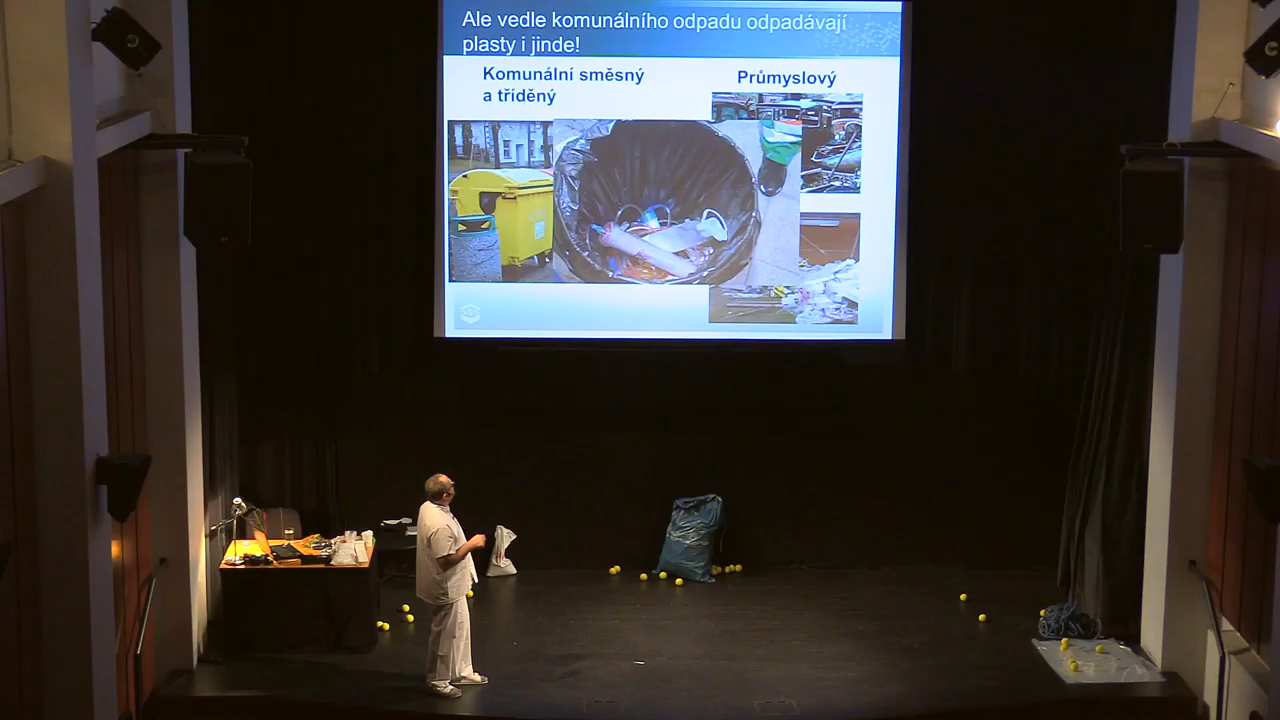 Ale vedle komunálního odpadu odpadávají
plasty i jinde!
Komunální směsný
a tříděný
Průmyslový